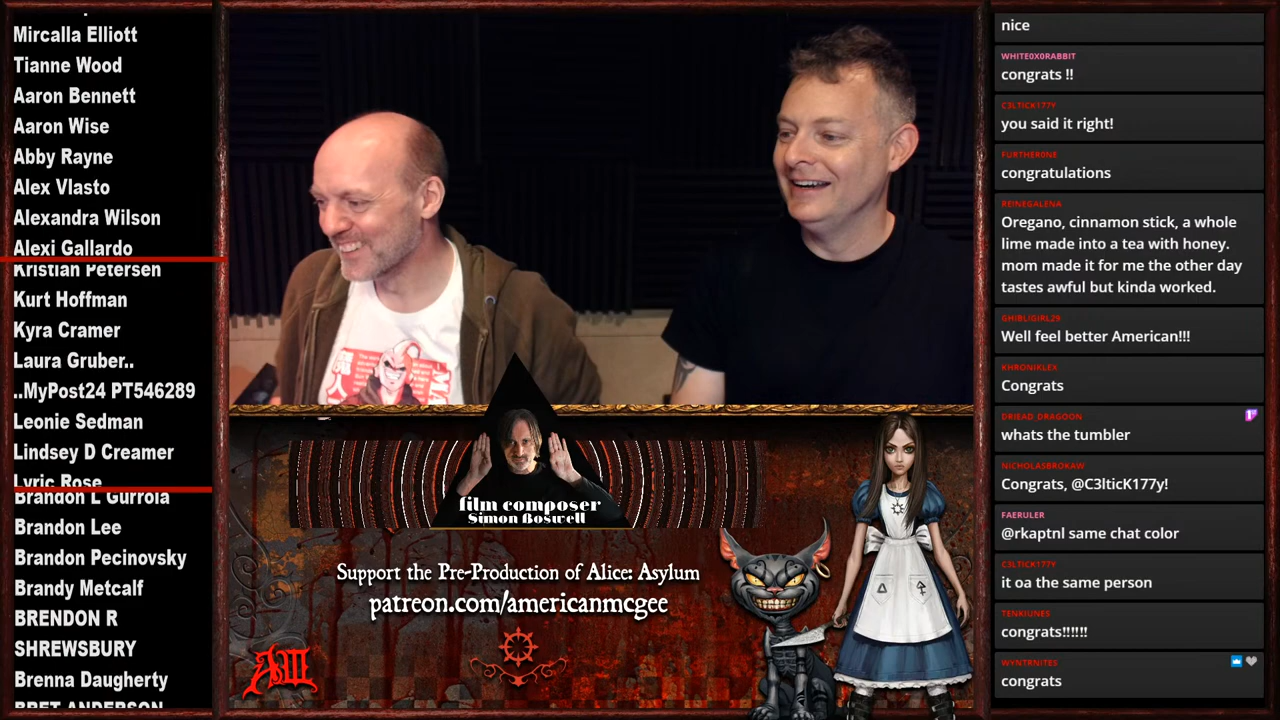 Mircalla Elliott
Tianne Wood
Aaron Bennett
Aaron Wise
Abby Rayne
Alex Vlasto
Alexandra Wilson
Alexi Gallardo
Kristian Petersen
Kurt Hoffman
Kyra Cramer
Laura Gruber..
..MyPost24 PT546289
Leonie Sedman
Lindsey D Creamer
Lyric Rose
Brandon L Gurrola
Brandon Lee
Brandon Pecinovsky
Brandy Metcalf
BRENDON R
SHREWSBURY
Brenna Daugherty
BRET ANDERSON
film composer
Simon Boswell
Support the Pre-Production of Alice: Asylum
patreon.com/americanmcgee
AIII
nice
WHITE0X0RABBIT
congrats !!
C3LTICK177Y
you said it right!
FURTHER0NE
congratulations
REINEGALENA
Oregano, cinnamon stick, a whole
lime made into a tea with honey.
mom made it for me the other day
tastes awful but kinda worked.
GHIBLIGIRL29
Well feel better American!!!
KHRONIKLEX
Congrats
DRIEAD_DRAGOON
whats the tumbler
NICHOLASBROKAW
Congrats, @C3lticK177y!
FAERULER
@rkaptnl same chat color
C3LTICK177Y
it oa the same person
TENKIUNES
congrats!!!!!!
WYNTRNITES
congrats